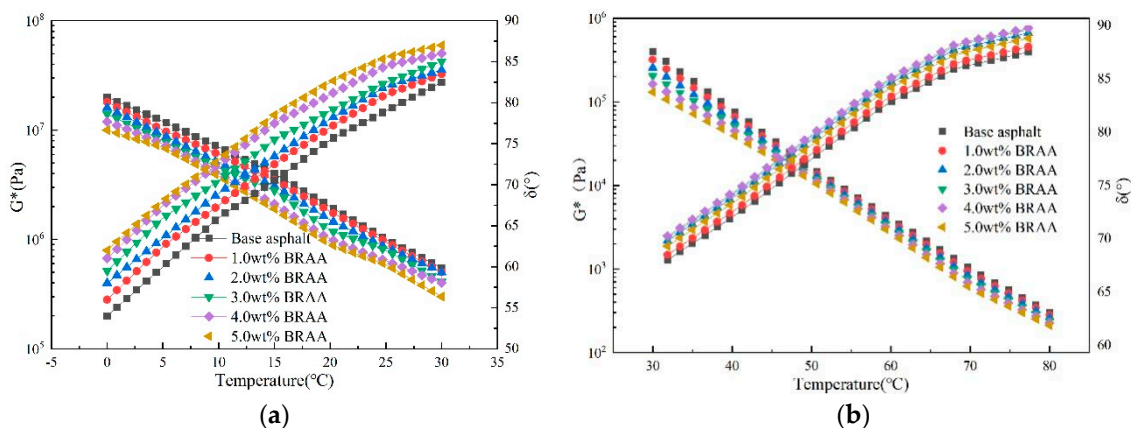 10⁸
10⁷
10⁶
10⁵
G*(Pa)
90
85
80
75
70
65
60
55
50
δ(°)
Base asphalt
1.0wt% BRAA
2.0wt% BRAA
3.0wt% BRAA
4.0wt% BRAA
5.0wt% BRAA
-5 0 5 10 15 20 25 30 35
Temperature(°C)
(a)
10⁶
10⁵
10⁴
10³
10²
G* (Pa)
90
85
80
75
70
65
60
δ(°)
Base asphalt
1.0wt% BRAA
2.0wt% BRAA
3.0wt% BRAA
4.0wt% BRAA
5.0wt% BRAA
30 40 50 60 70 80
Temperature(°C)
(b)